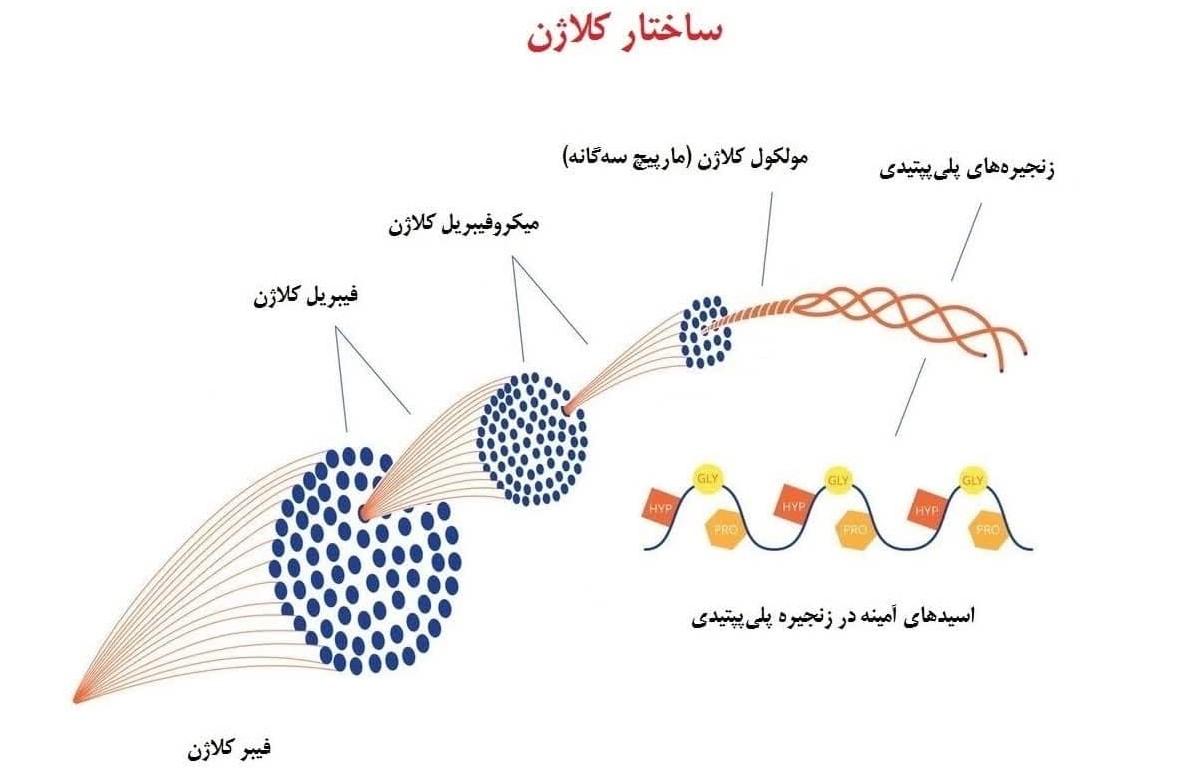 ساختار کلاژن
زنجیره‌های پلی‌پپتیدی
مولکول کلاژن (مارپیچ سه‌گانه)
میکروفیبریل کلاژن
فیبریل کلاژن
GLY GLY GLY
HYP HYP HYP
PRO PRO PRO
اسیدهای آمینه در زنجیره پلی‌پپتیدی
فیبر کلاژن